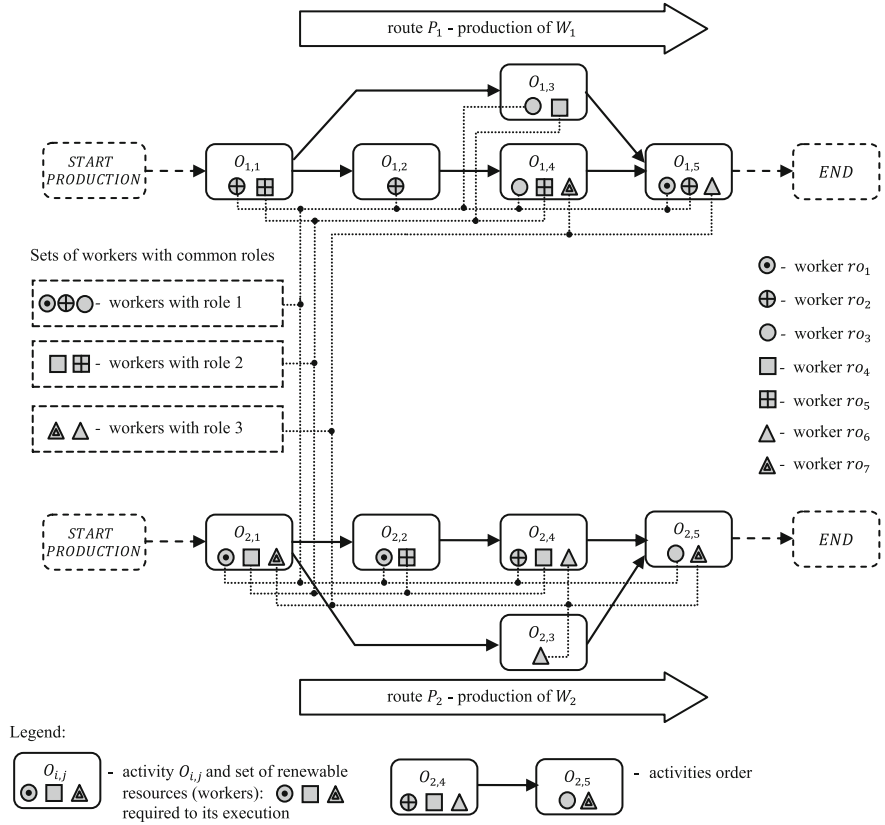 route P₁ - production of W₁
O₁,₃
START
PRODUCTION
O₁,₁
O₁,₂
O₁,₄
O₁,₅
END
Sets of workers with common roles
- workers with role 1
- workers with role 2
- workers with role 3
- worker ro₁
- worker ro₂
- worker ro₃
- worker ro₄
- worker ro₅
- worker ro₆
- worker ro₇
START
PRODUCTION
O₂,₁
O₂,₂
O₂,₄
O₂,₅
END
O₂,₃
route P₂ - production of W₂
Legend:
Oᵢ,ⱼ
- activity Oᵢ,ⱼ and set of renewable
resources (workers):
required to its execution
O₂,₄
O₂,₅
- activities order